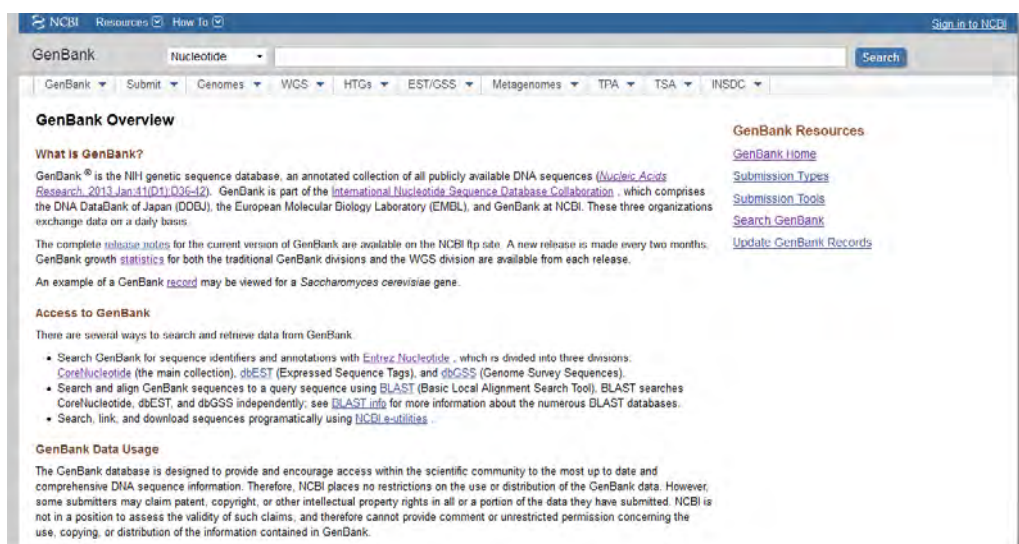 NCBI Resources How To Sign in to NCBI
GenBank Nucleotide Search
GenBank Submit Genomes WGS HTGs EST/GSS Metagenomes TPA TSA INSDC
GenBank Overview
What is GenBank?
GenBank ® is the NIH genetic sequence database, an annotated collection of all publicly available DNA sequences (Nucleic Acids
Research, 2013 Jan;41(D1):D36-42). GenBank is part of the International Nucleotide Sequence Database Collaboration , which comprises
the DNA DataBank of Japan (DDBJ), the European Molecular Biology Laboratory (EMBL), and GenBank at NCBI. These three organizations
exchange data on a daily basis.
The complete release notes for the current version of GenBank are available on the NCBI ftp site. A new release is made every two months.
GenBank growth statistics for both the traditional GenBank divisions and the WGS division are available from each release.
An example of a GenBank record may be viewed for a Saccharomyces cerevisiae gene.
Access to GenBank
There are several ways to search and retrieve data from GenBank.
• Search GenBank for sequence identifiers and annotations with Entrez Nucleotide , which is divided into three divisions:
CoreNucleotide (the main collection), dbEST (Expressed Sequence Tags), and dbGSS (Genome Survey Sequences).
• Search and align GenBank sequences to a query sequence using BLAST (Basic Local Alignment Search Tool). BLAST searches
CoreNucleotide, dbEST, and dbGSS independently; see BLAST info for more information about the numerous BLAST databases.
• Search, link, and download sequences programatically using NCBI e-utilities .
GenBank Data Usage
The GenBank database is designed to provide and encourage access within the scientific community to the most up to date and
comprehensive DNA sequence information. Therefore, NCBI places no restrictions on the use or distribution of the GenBank data. However,
some submitters may claim patent, copyright, or other intellectual property rights in all or a portion of the data they have submitted. NCBI is
not in a position to assess the validity of such claims, and therefore cannot provide comment or unrestricted permission concerning the
use, copying, or distribution of the information contained in GenBank.
GenBank Resources
GenBank Home
Submission Types
Submission Tools
Search GenBank
Update GenBank Records